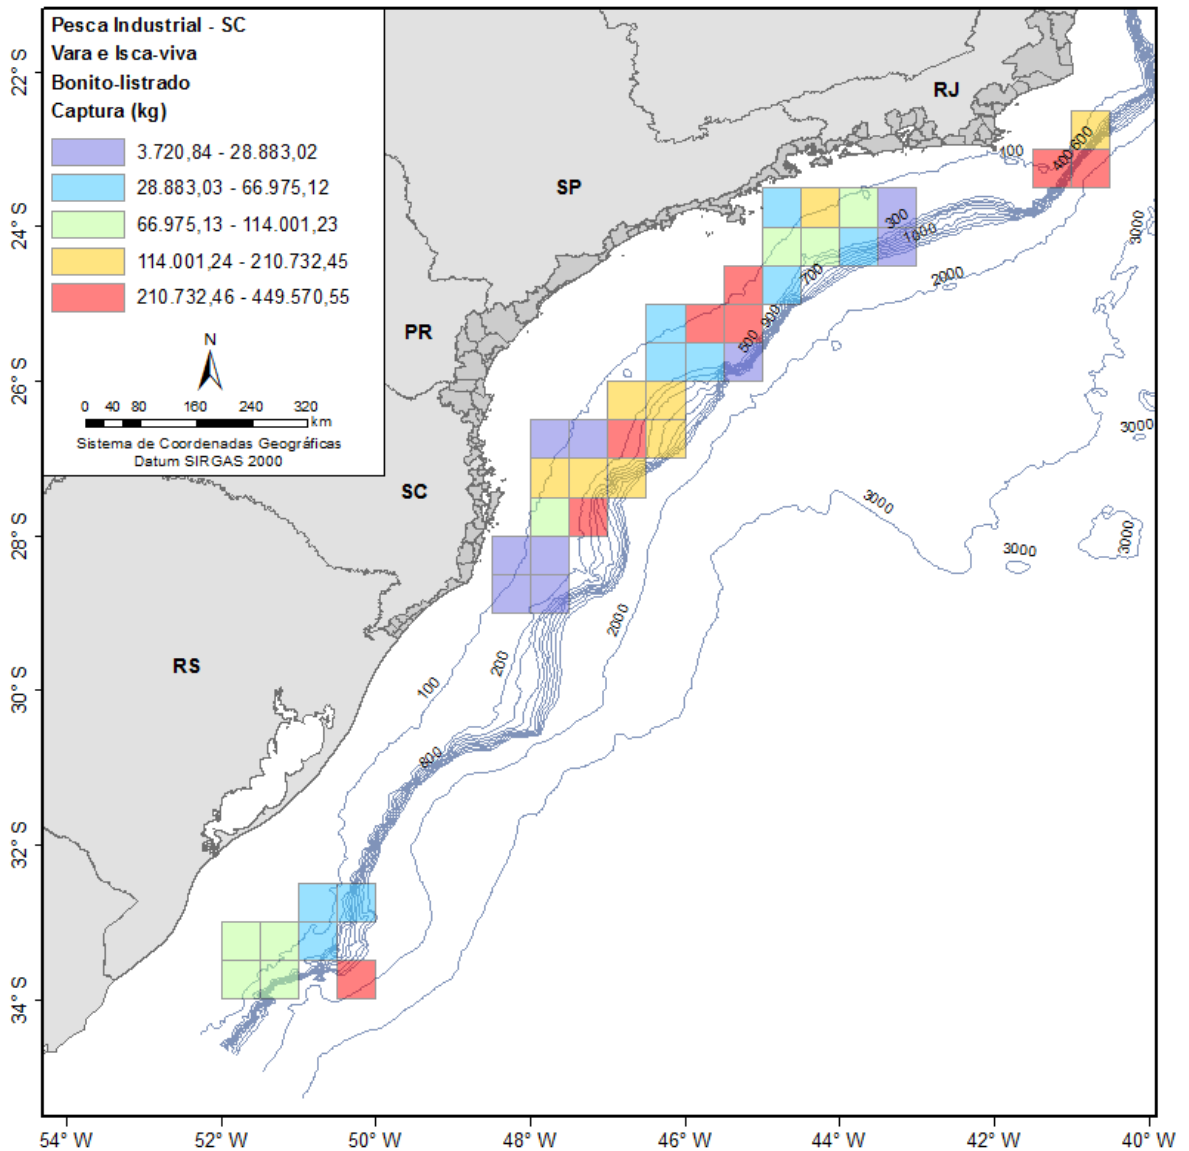 Pesca Industrial - SC
Vara e Isca-viva
Bonito-listrado
Captura (kg)
3.720,84 - 28.883,02
28.883,03 - 66.975,12
66.975,13 - 114.001,23
114.001,24 - 210.732,45
210.732,46 - 449.570,55
N
0 40 80 160 240 320
km
Sistema de Coordenadas Geográficas
Datum SIRGAS 2000
RJ
SP
PR
SC
RS
100
400
600
300
1000
700
2000
3000
900
500
3000
3000
3000
3000
3000
2000
200
100
800
22°S
24°S
26°S
28°S
30°S
32°S
34°S
54°W
52°W
50°W
48°W
46°W
44°W
42°W
40°W